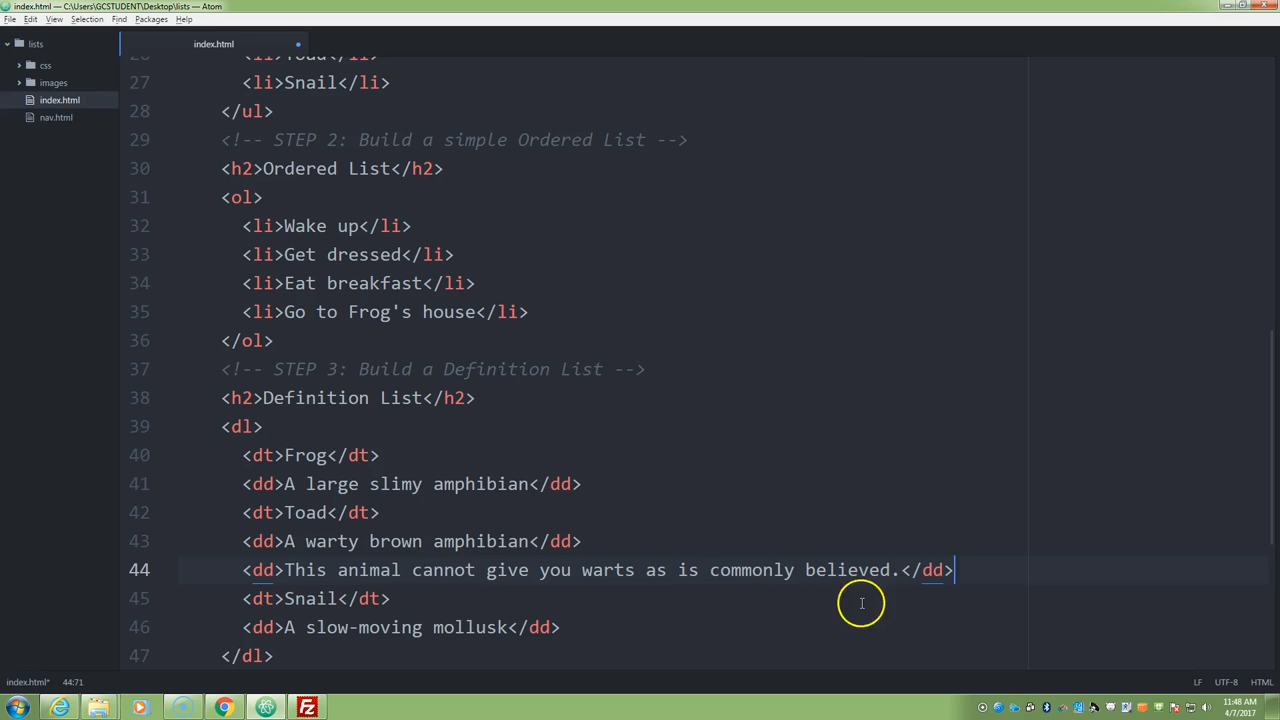 index.html — C:\Users\GCSTUDENT\Desktop\lists — Atom
File Edit View Selection Find Packages Help
lists
css
images
index.html
nav.html
index.html
26 <li>Toad</li>
27 <li>Snail</li>
28 </ul>
29 <!-- STEP 2: Build a simple Ordered List -->
30 <h2>Ordered List</h2>
31 <ol>
32 <li>Wake up</li>
33 <li>Get dressed</li>
34 <li>Eat breakfast</li>
35 <li>Go to Frog's house</li>
36 </ol>
37 <!-- STEP 3: Build a Definition List -->
38 <h2>Definition List</h2>
39 <dl>
40 <dt>Frog</dt>
41 <dd>A large slimy amphibian</dd>
42 <dt>Toad</dt>
43 <dd>A warty brown amphibian</dd>
44 <dd>This animal cannot give you warts as is commonly believed.</dd>
45 <dt>Snail</dt>
46 <dd>A slow-moving mollusk</dd>
47 </dl>
index.html* 44:71 LF UTF-8 HTML
Fz
11:48 AM
4/7/2017